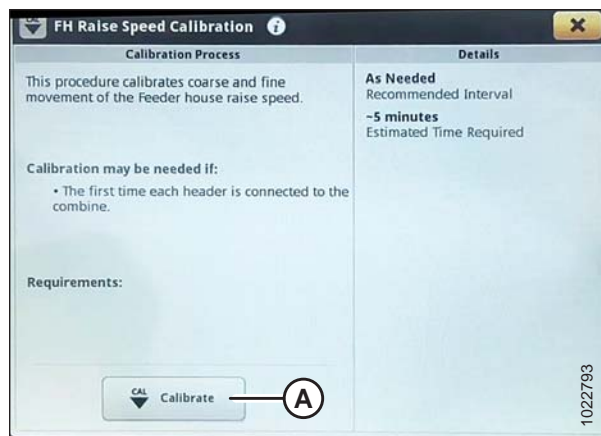 CAL
FH Raise Speed Calibration i
Calibration Process
This procedure calibrates coarse and fine
movement of the Feeder house raise speed.
Calibration may be needed if:
• The first time each header is connected to the
combine.
Requirements:
CAL
Calibrate
A
Details
As Needed
Recommended Interval
~5 minutes
Estimated Time Required
1022793